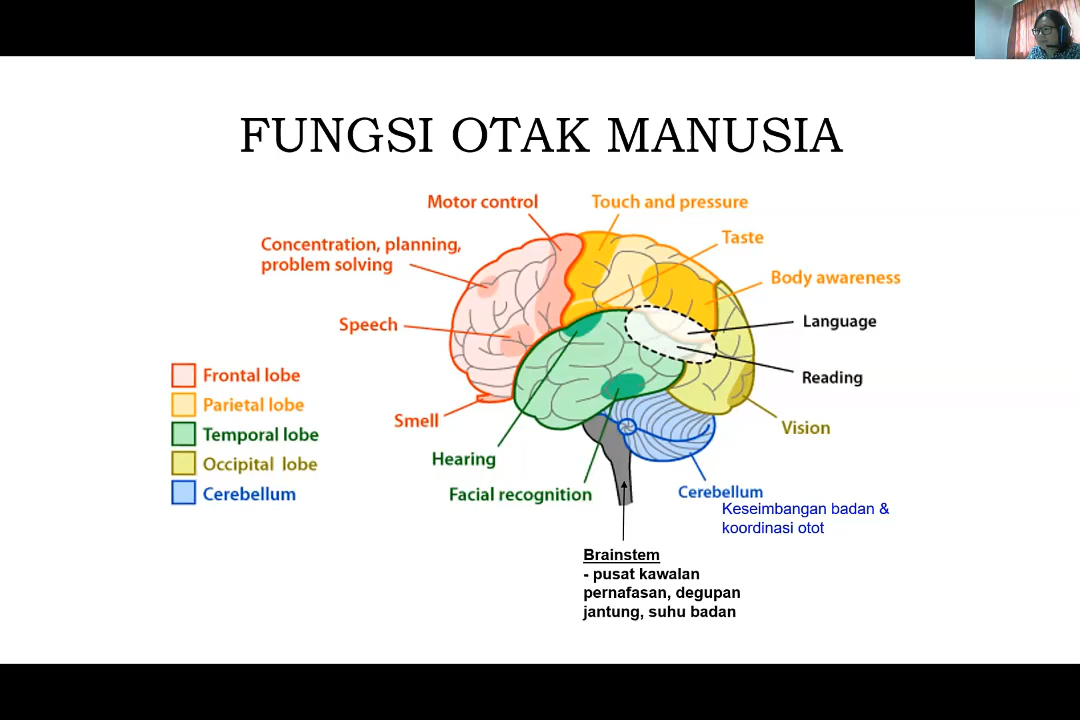 FUNGSI OTAK MANUSIA
Motor control
Touch and pressure
Concentration, planning,
problem solving
Taste
Body awareness
Speech
Language
Reading
Frontal lobe
Parietal lobe
Temporal lobe
Occipital lobe
Cerebellum
Smell
Vision
Hearing
Facial recognition
Cerebellum
Keseimbangan badan &
koordinasi otot
Brainstem
- pusat kawalan
pernafasan, degupan
jantung, suhu badan